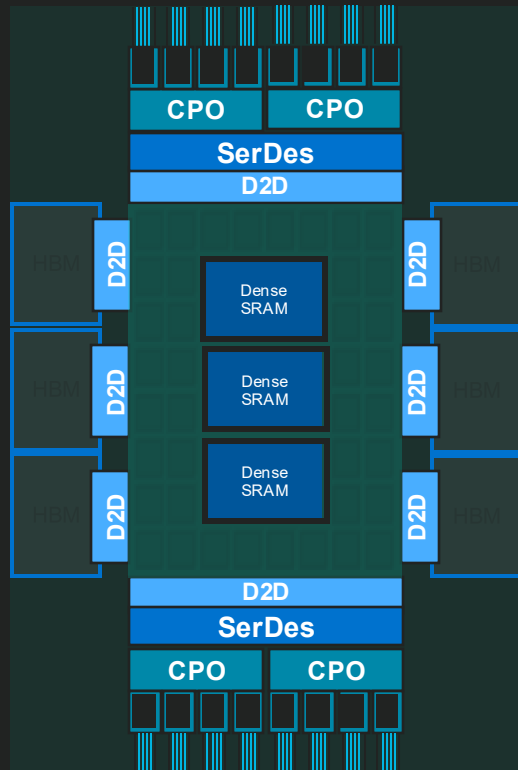 CPO CPO
SerDes
D2D
HBM D2D D2D HBM
Dense
SRAM
HBM D2D Dense D2D HBM
SRAM
HBM D2D Dense D2D HBM
SRAM
D2D
SerDes
CPO CPO